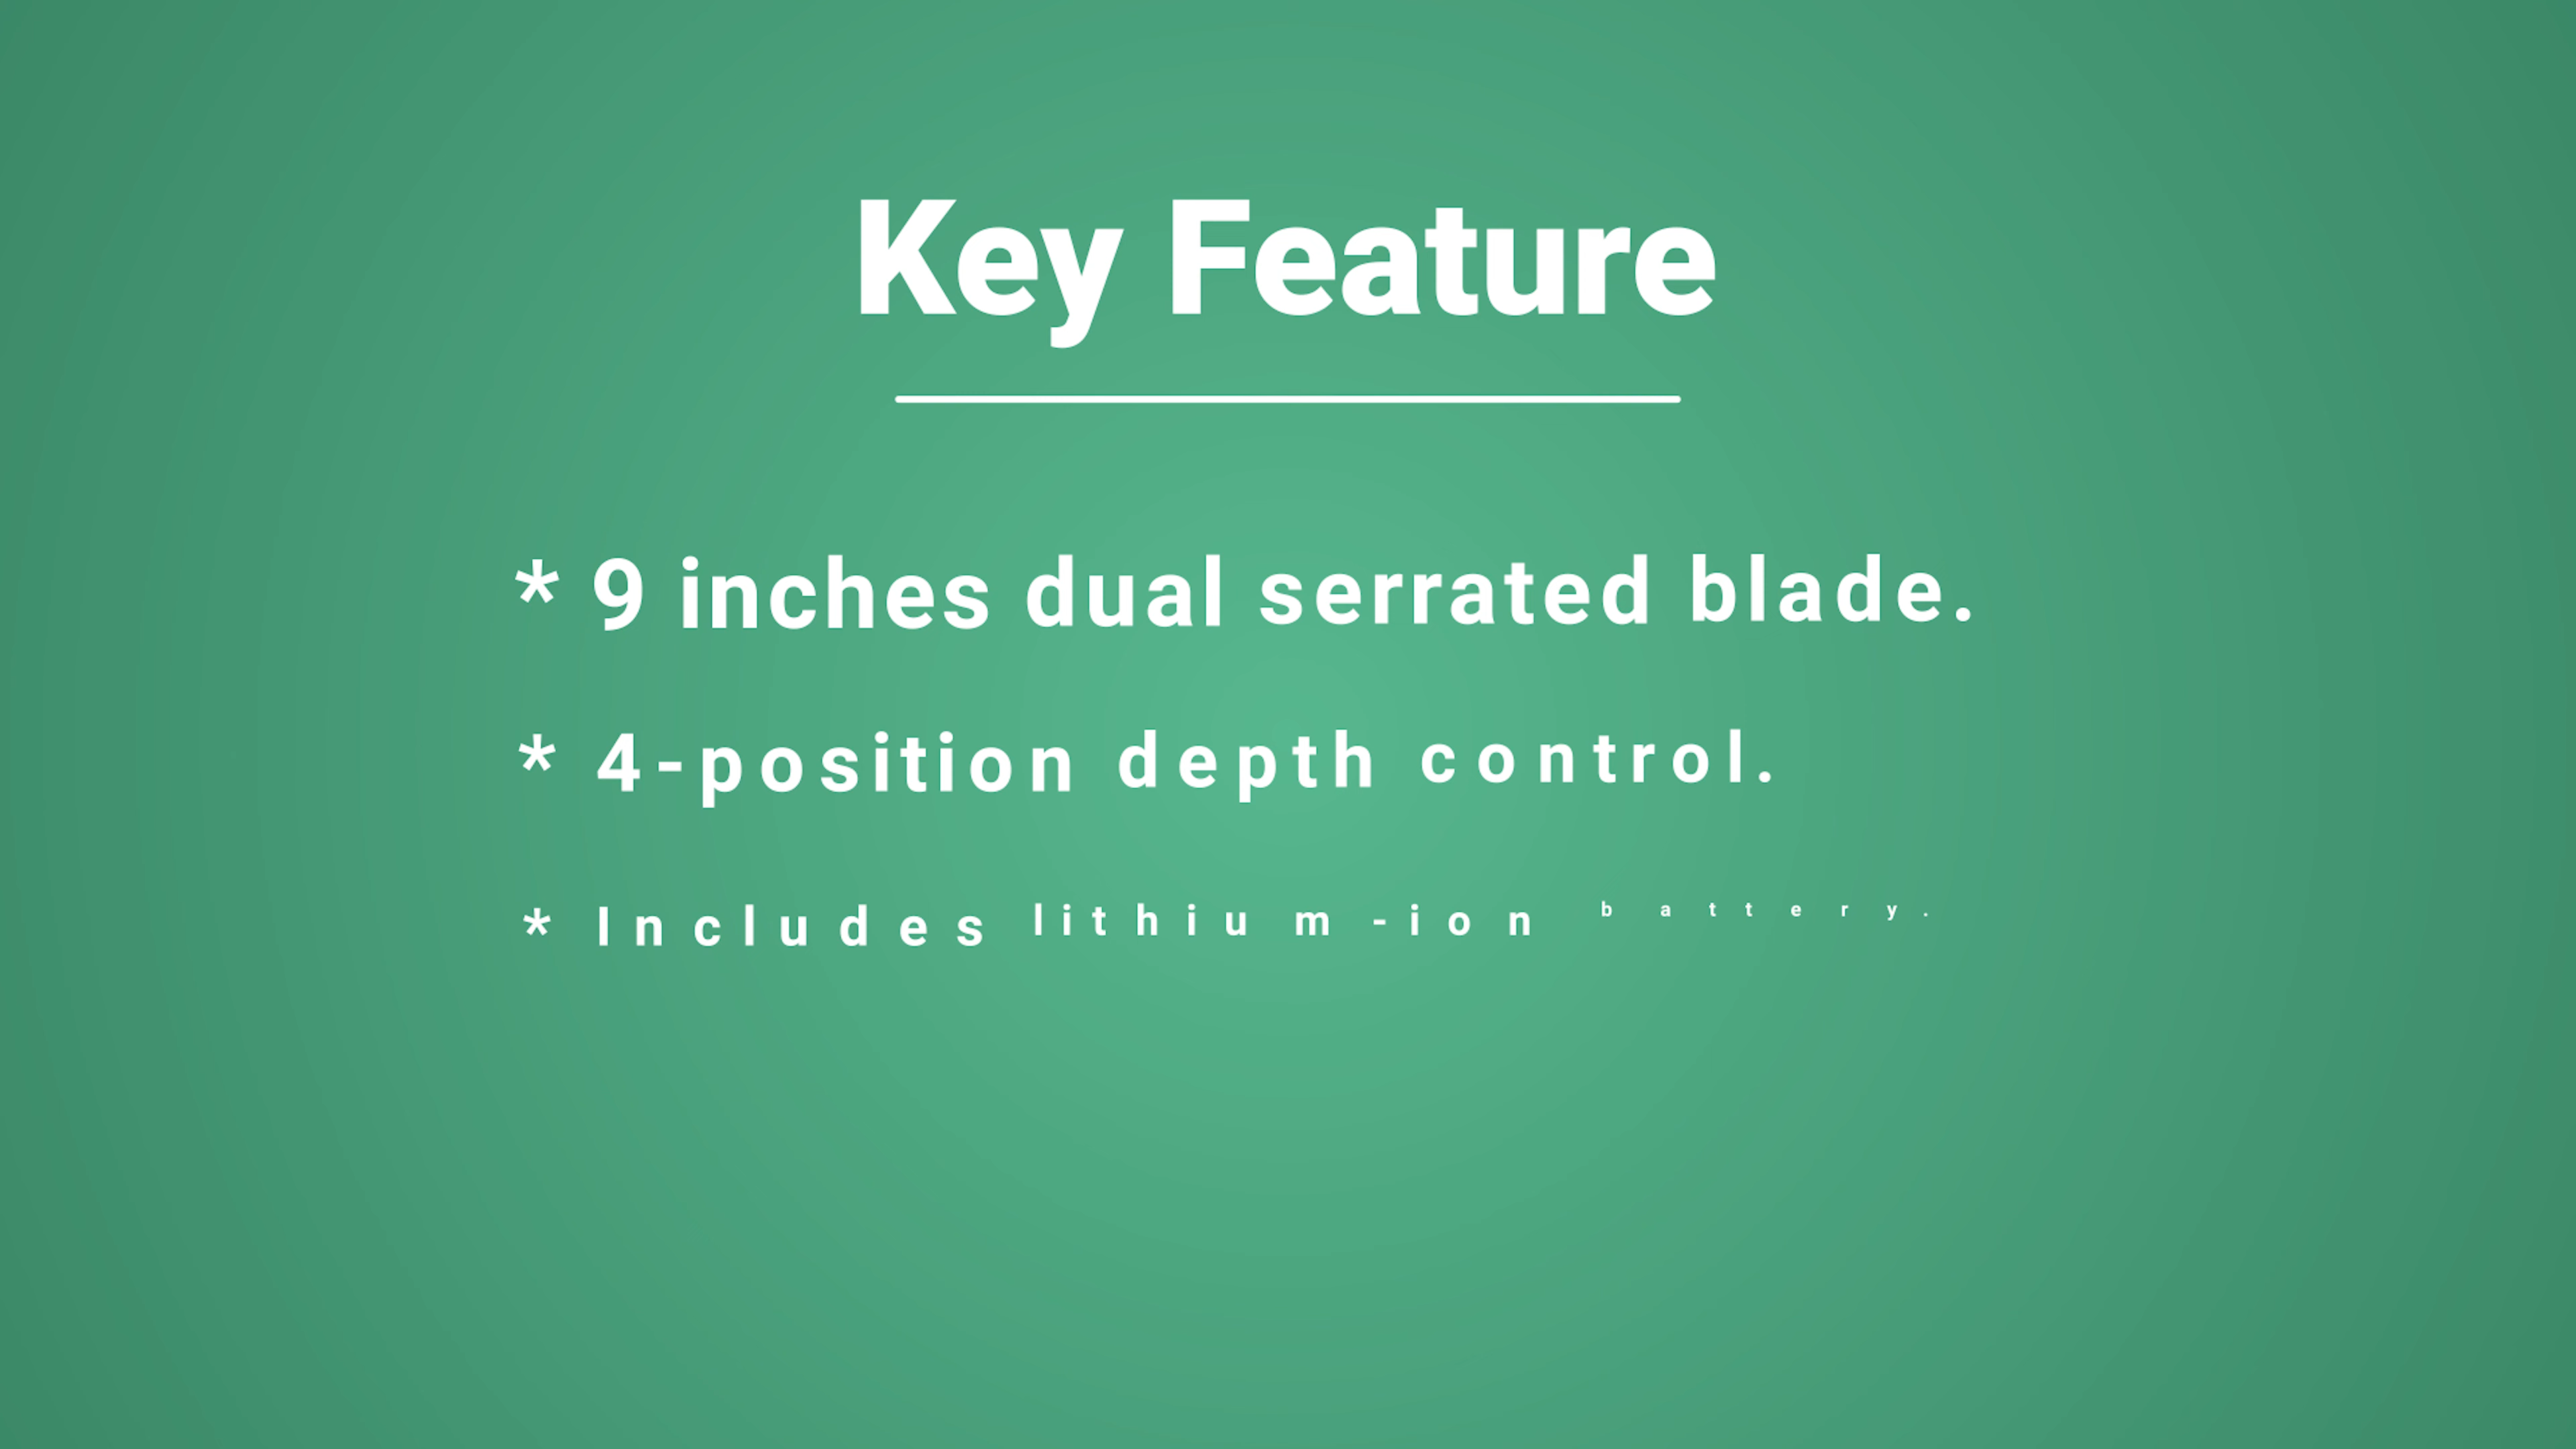 Key Feature
* 9 inches dual serrated blade.
* 4-position depth control.
* Includes lithium-ion battery.